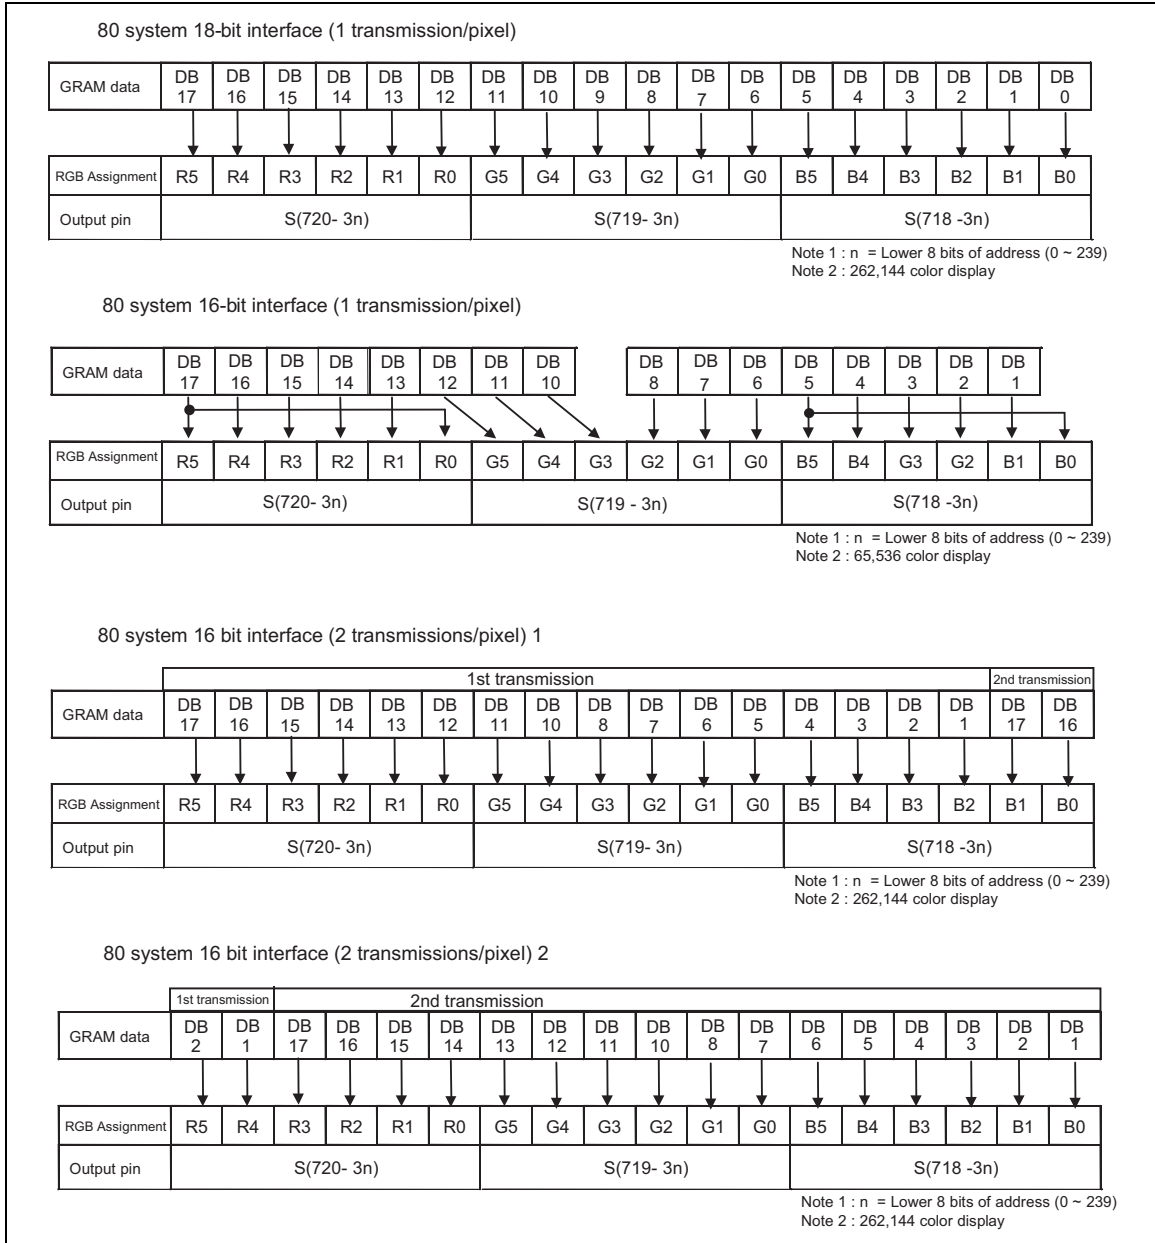 80 system 18-bit interface (1 transmission/pixel)
GRAM data DB 17 DB 16 DB 15 DB 14 DB 13 DB 12 DB 11 DB 10 DB 9 DB 8 DB 7 DB 6 DB 5 DB 4 DB 3 DB 2 DB 1 DB 0
RGB Assignment R5 R4 R3 R2 R1 R0 G5 G4 G3 G2 G1 G0 B5 B4 B3 B2 B1 B0
Output pin S(720- 3n) S(719- 3n) S(718 -3n)
Note 1 : n = Lower 8 bits of address (0 ~ 239)
Note 2 : 262,144 color display
80 system 16-bit interface (1 transmission/pixel)
GRAM data DB 17 DB 16 DB 15 DB 14 DB 13 DB 12 DB 11 DB 10 DB 8 DB 7 DB 6 DB 5 DB 4 DB 3 DB 2 DB 1
RGB Assignment R5 R4 R3 R2 R1 R0 G5 G4 G3 G2 G1 G0 B5 B4 G3 G2 B1 B0
Output pin S(720- 3n) S(719 - 3n) S(718 -3n)
Note 1 : n = Lower 8 bits of address (0 ~ 239)
Note 2 : 65,536 color display
80 system 16 bit interface (2 transmissions/pixel) 1
1st transmission 2nd transmission
GRAM data DB 17 DB 16 DB 15 DB 14 DB 13 DB 12 DB 11 DB 10 DB 8 DB 7 DB 6 DB 5 DB 4 DB 3 DB 2 DB 1 DB 17 DB 16
RGB Assignment R5 R4 R3 R2 R1 R0 G5 G4 G3 G2 G1 G0 B5 B4 B3 B2 B1 B0
Output pin S(720- 3n) S(719- 3n) S(718 -3n)
Note 1 : n = Lower 8 bits of address (0 ~ 239)
Note 2 : 262,144 color display
80 system 16 bit interface (2 transmissions/pixel) 2
1st transmission 2nd transmission
GRAM data DB 2 DB 1 DB 17 DB 16 DB 15 DB 14 DB 13 DB 12 DB 11 DB 10 DB 8 DB 7 DB 6 DB 5 DB 4 DB 3 DB 2 DB 1
RGB Assignment R5 R4 R3 R2 R1 R0 G5 G4 G3 G2 G1 G0 B5 B4 B3 B2 B1 B0
Output pin S(720- 3n) S(719- 3n) S(718 -3n)
Note 1 : n = Lower 8 bits of address (0 ~ 239)
Note 2 : 262,144 color display